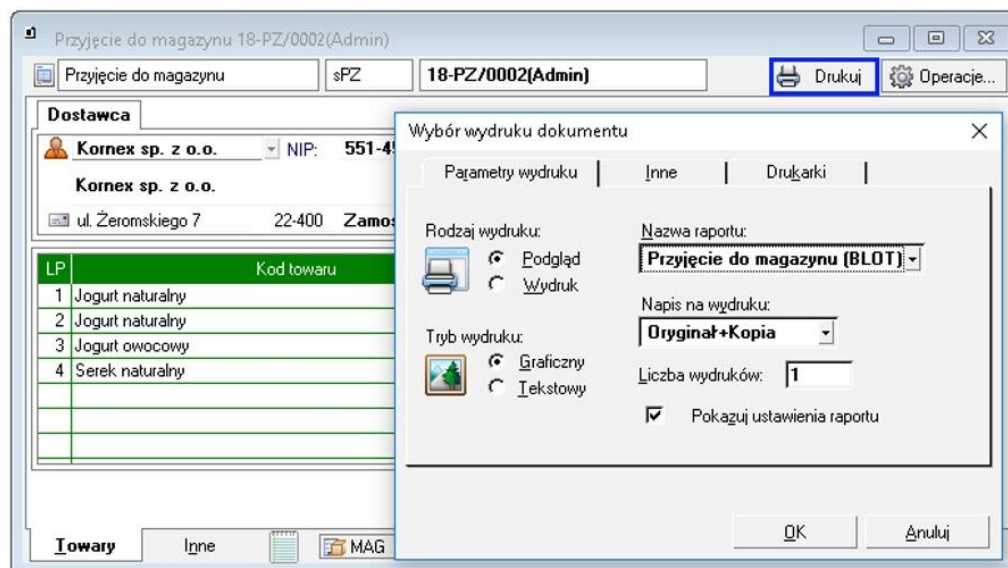 Przyjęcie do magazynu 18-PZ/0002(Admin)
Przyjęcie do magazynu sPZ 18-PZ/0002(Admin) Drukuj Operacje...
Dostawca
Kornex sp. z o.o. NIP: 551-4
Kornex sp. z o.o.
ul. Żeromskiego 7 22-400 Zamoś
LP Kod towaru
1 Jogurt naturalny
2 Jogurt naturalny
3 Jogurt owocowy
4 Serek naturalny
Towary Inne MAG
Wybór wydruku dokumentu
Parametry wydruku Inne Drukarki
Rodzaj wydruku:
Podgląd
Wydruk
Tryb wydruku:
Graficzny
Tekstowy
Nazwa raportu:
Przyjęcie do magazynu (BLOT)
Napis na wydruku:
Oryginał+Kopia
Liczba wydruków: 1
Pokazuj ustawienia raportu
OK Anuluj